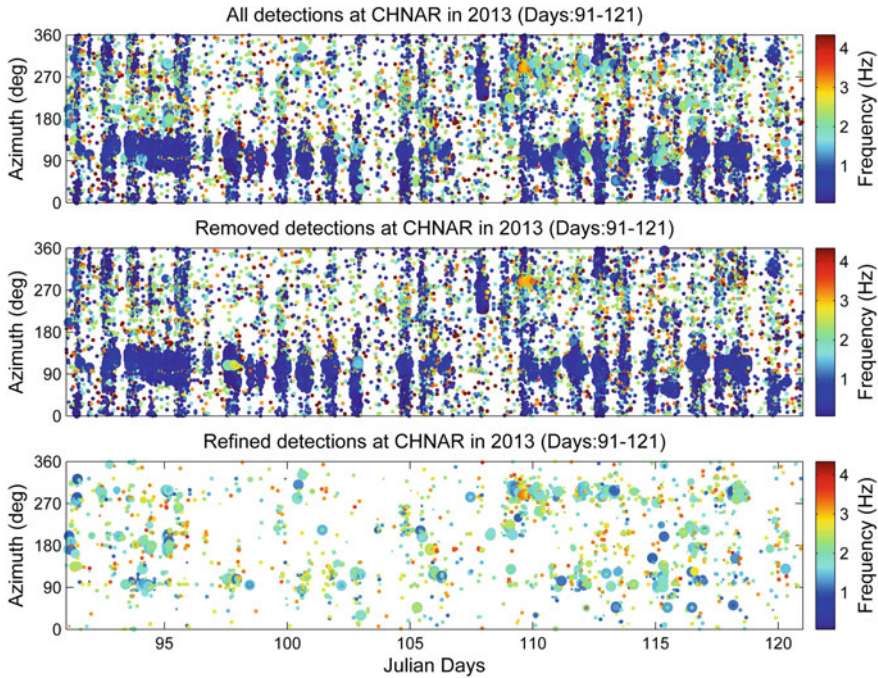 All detections at CHNAR in 2013 (Days:91-121)
Azimuth (deg)
360
270
180
90
0
4
3
2
1
Frequency (Hz)
Removed detections at CHNAR in 2013 (Days:91-121)
Azimuth (deg)
360
270
180
90
0
4
3
2
1
Frequency (Hz)
Refined detections at CHNAR in 2013 (Days:91-121)
Azimuth (deg)
360
270
180
90
0
4
3
2
1
Frequency (Hz)
95 100 105 110 115 120
Julian Days